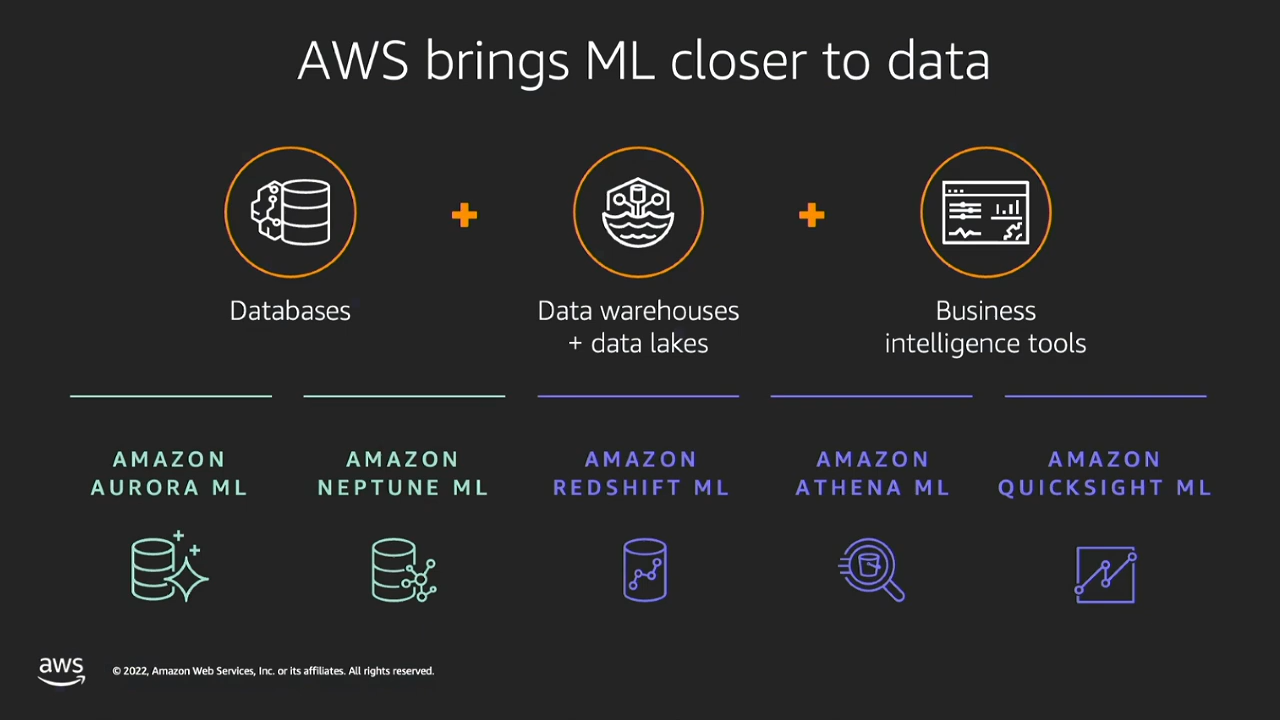 AWS brings ML closer to data
Databases
Data warehouses
+ data lakes
Business
intelligence tools
AMAZON
AURORA ML
AMAZON
NEPTUNE ML
AMAZON
REDSHIFT ML
AMAZON
ATHENA ML
AMAZON
QUICKSIGHT ML
aws
© 2022, Amazon Web Services, Inc. or its affiliates. All rights reserved.